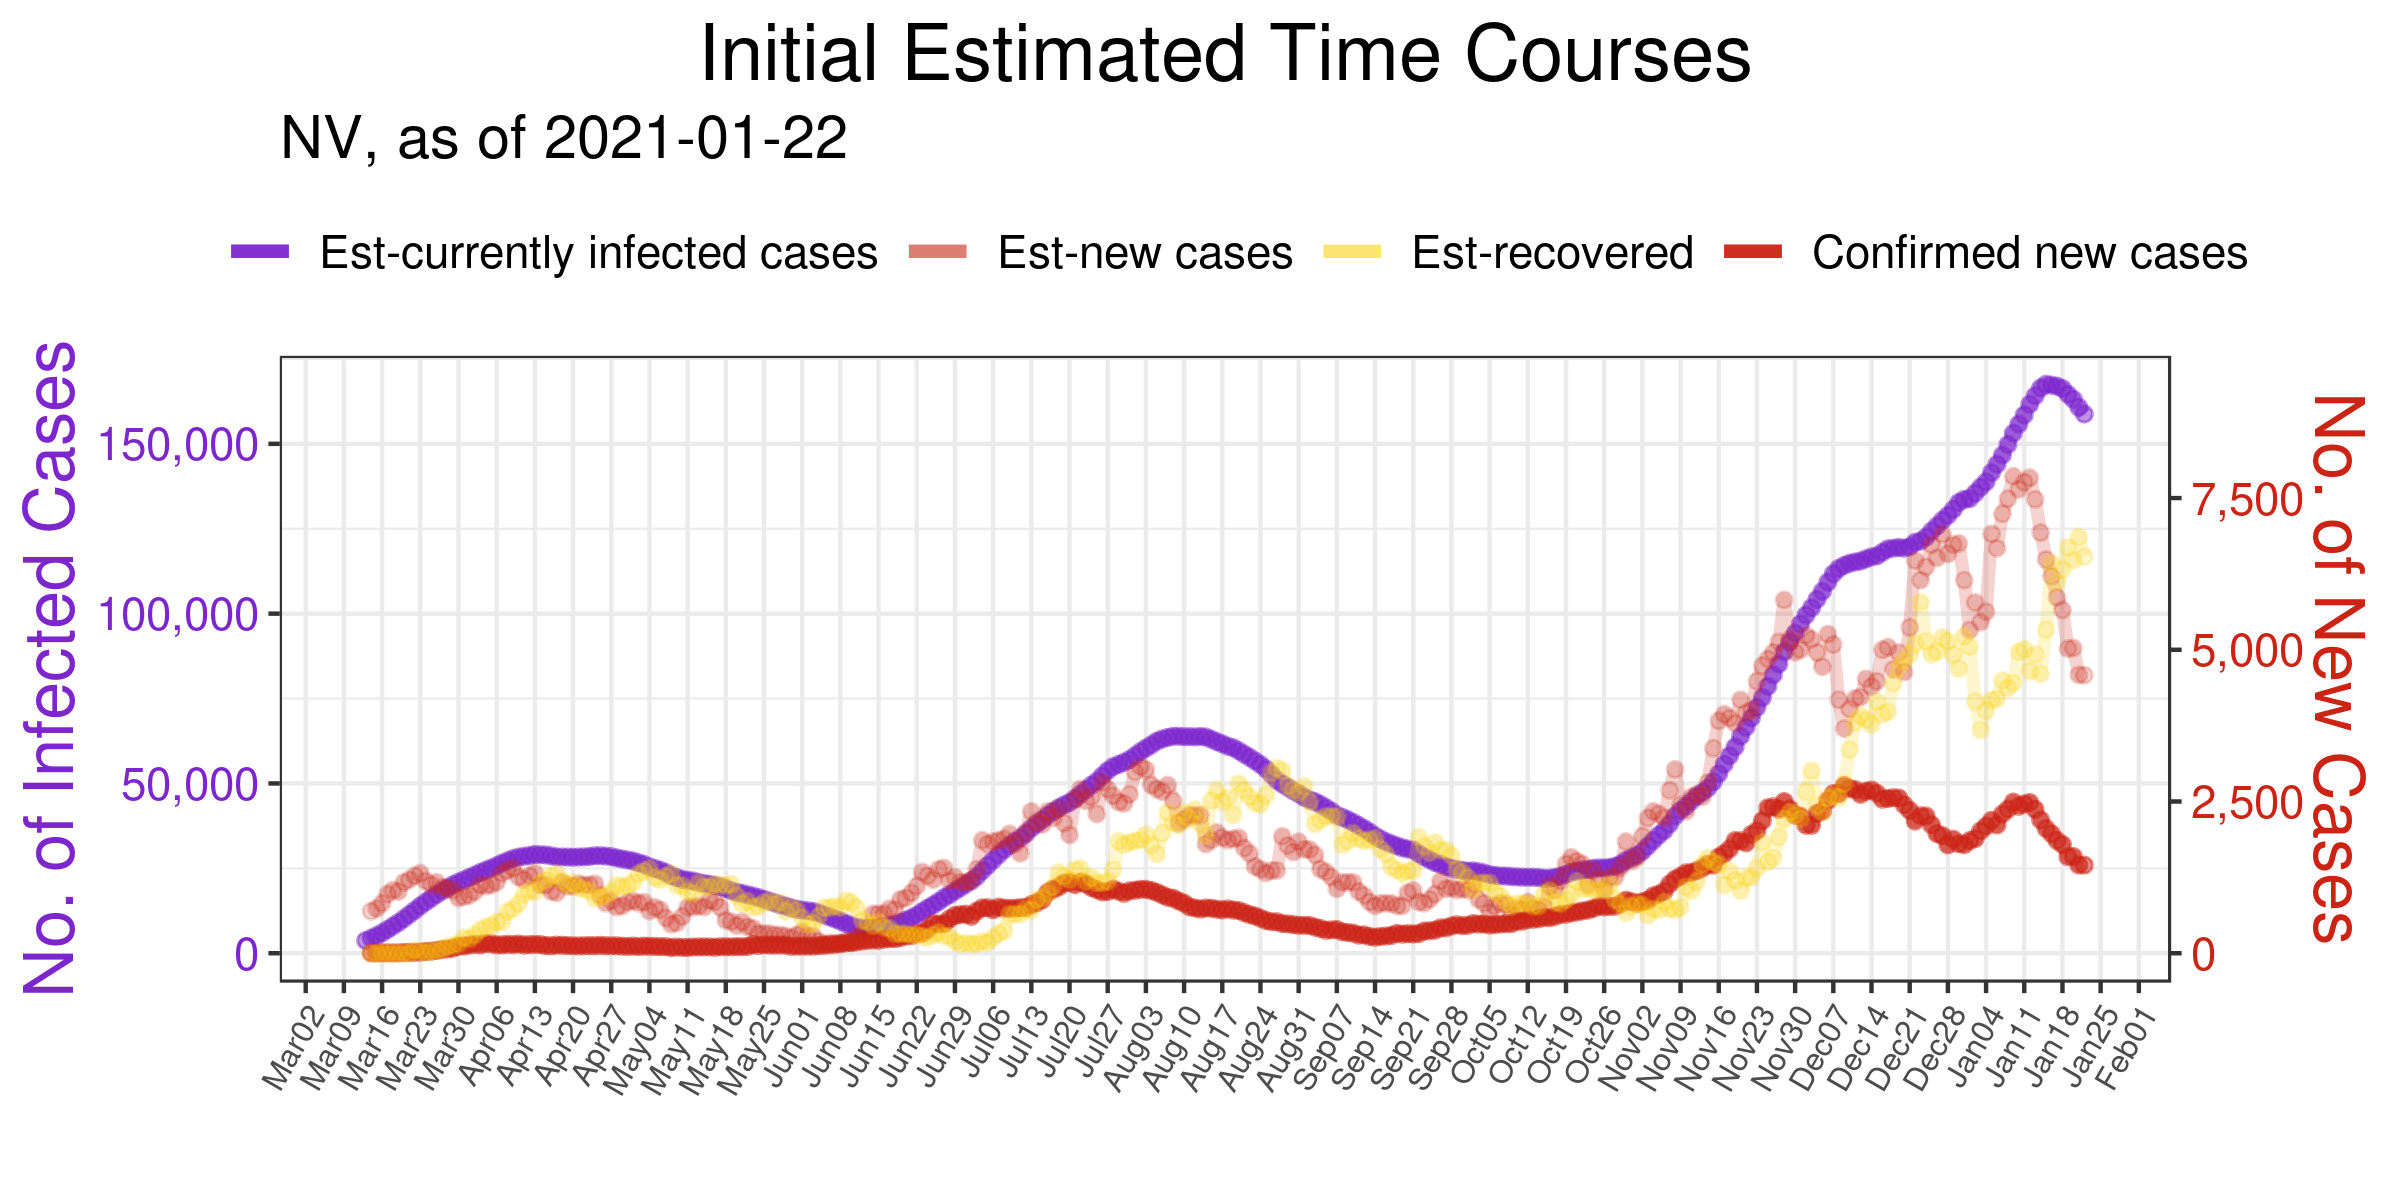 Initial Estimated Time Courses
NV, as of 2021-01-22
Est-currently infected cases Est-new cases Est-recovered Confirmed new cases
No. of Infected Cases
150,000
100,000
50,000
0
No. of New Cases
7,500
5,000
2,500
0
Mar02 Mar09 Mar16 Mar23 Mar30 Apr06 Apr13 Apr20 Apr27 May04 May11 May18 May25 Jun01 Jun08 Jun15 Jun22 Jun29 Jul06 Jul13 Jul20 Jul27 Aug03 Aug10 Aug17 Aug24 Aug31 Sep07 Sep14 Sep21 Sep28 Oct05 Oct12 Oct19 Oct26 Nov02 Nov09 Nov16 Nov23 Nov30 Dec07 Dec14 Dec21 Dec28 Jan04 Jan11 Jan18 Jan25 Feb01